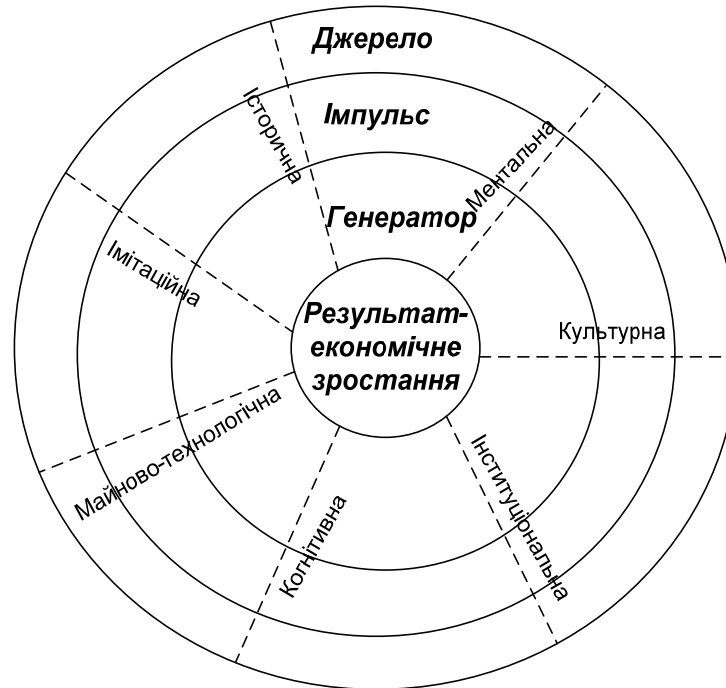 Джерело
Імпульс
Генератор
Результат-
економічне
зростання
Історична
Ментальна
Культурна
Інституціональна
Когнітивна
Майново-технологічна
Імітаційна